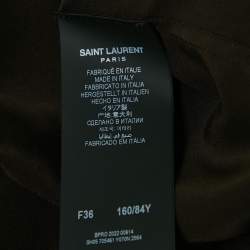 SAINT LAURENT
PARIS
FABRIQUÉ EN ITALIE
MADE IN ITALY
FABBRICATO IN ITALIA
HERGESTELLT IN ITALIEN
HECHO EN ITALIA
イタリア製
产地:意大利
СДЕЛАНО В ИТАЛИИ
FABRICADO EM ITÁLIA
F36 160/84Y